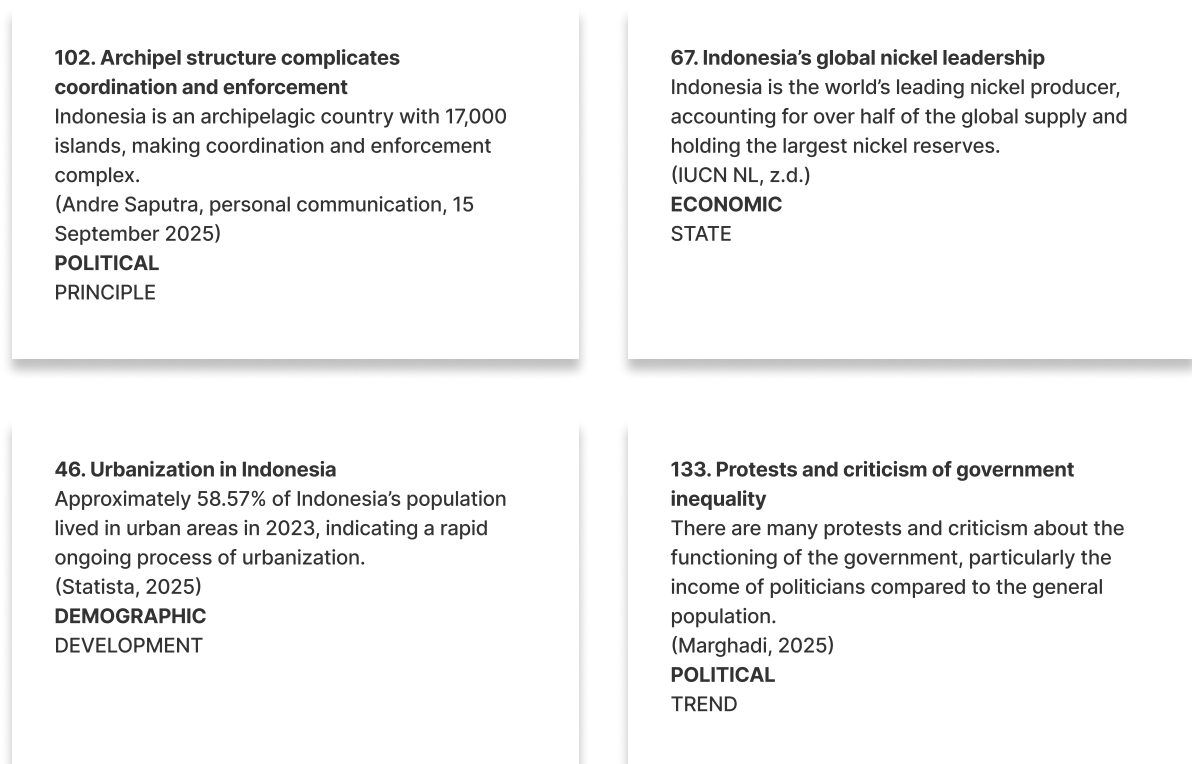 102. Archipel structure complicates
coordination and enforcement
Indonesia is an archipelagic country with 17,000
islands, making coordination and enforcement
complex.
(Andre Saputra, personal communication, 15
September 2025)
POLITICAL
PRINCIPLE
67. Indonesia’s global nickel leadership
Indonesia is the world’s leading nickel producer,
accounting for over half of the global supply and
holding the largest nickel reserves.
(IUCN NL, z.d.)
ECONOMIC
STATE
46. Urbanization in Indonesia
Approximately 58.57% of Indonesia’s population
lived in urban areas in 2023, indicating a rapid
ongoing process of urbanization.
(Statista, 2025)
DEMOGRAPHIC
DEVELOPMENT
133. Protests and criticism of government
inequality
There are many protests and criticism about the
functioning of the government, particularly the
income of politicians compared to the general
population.
(Marghadi, 2025)
POLITICAL
TREND